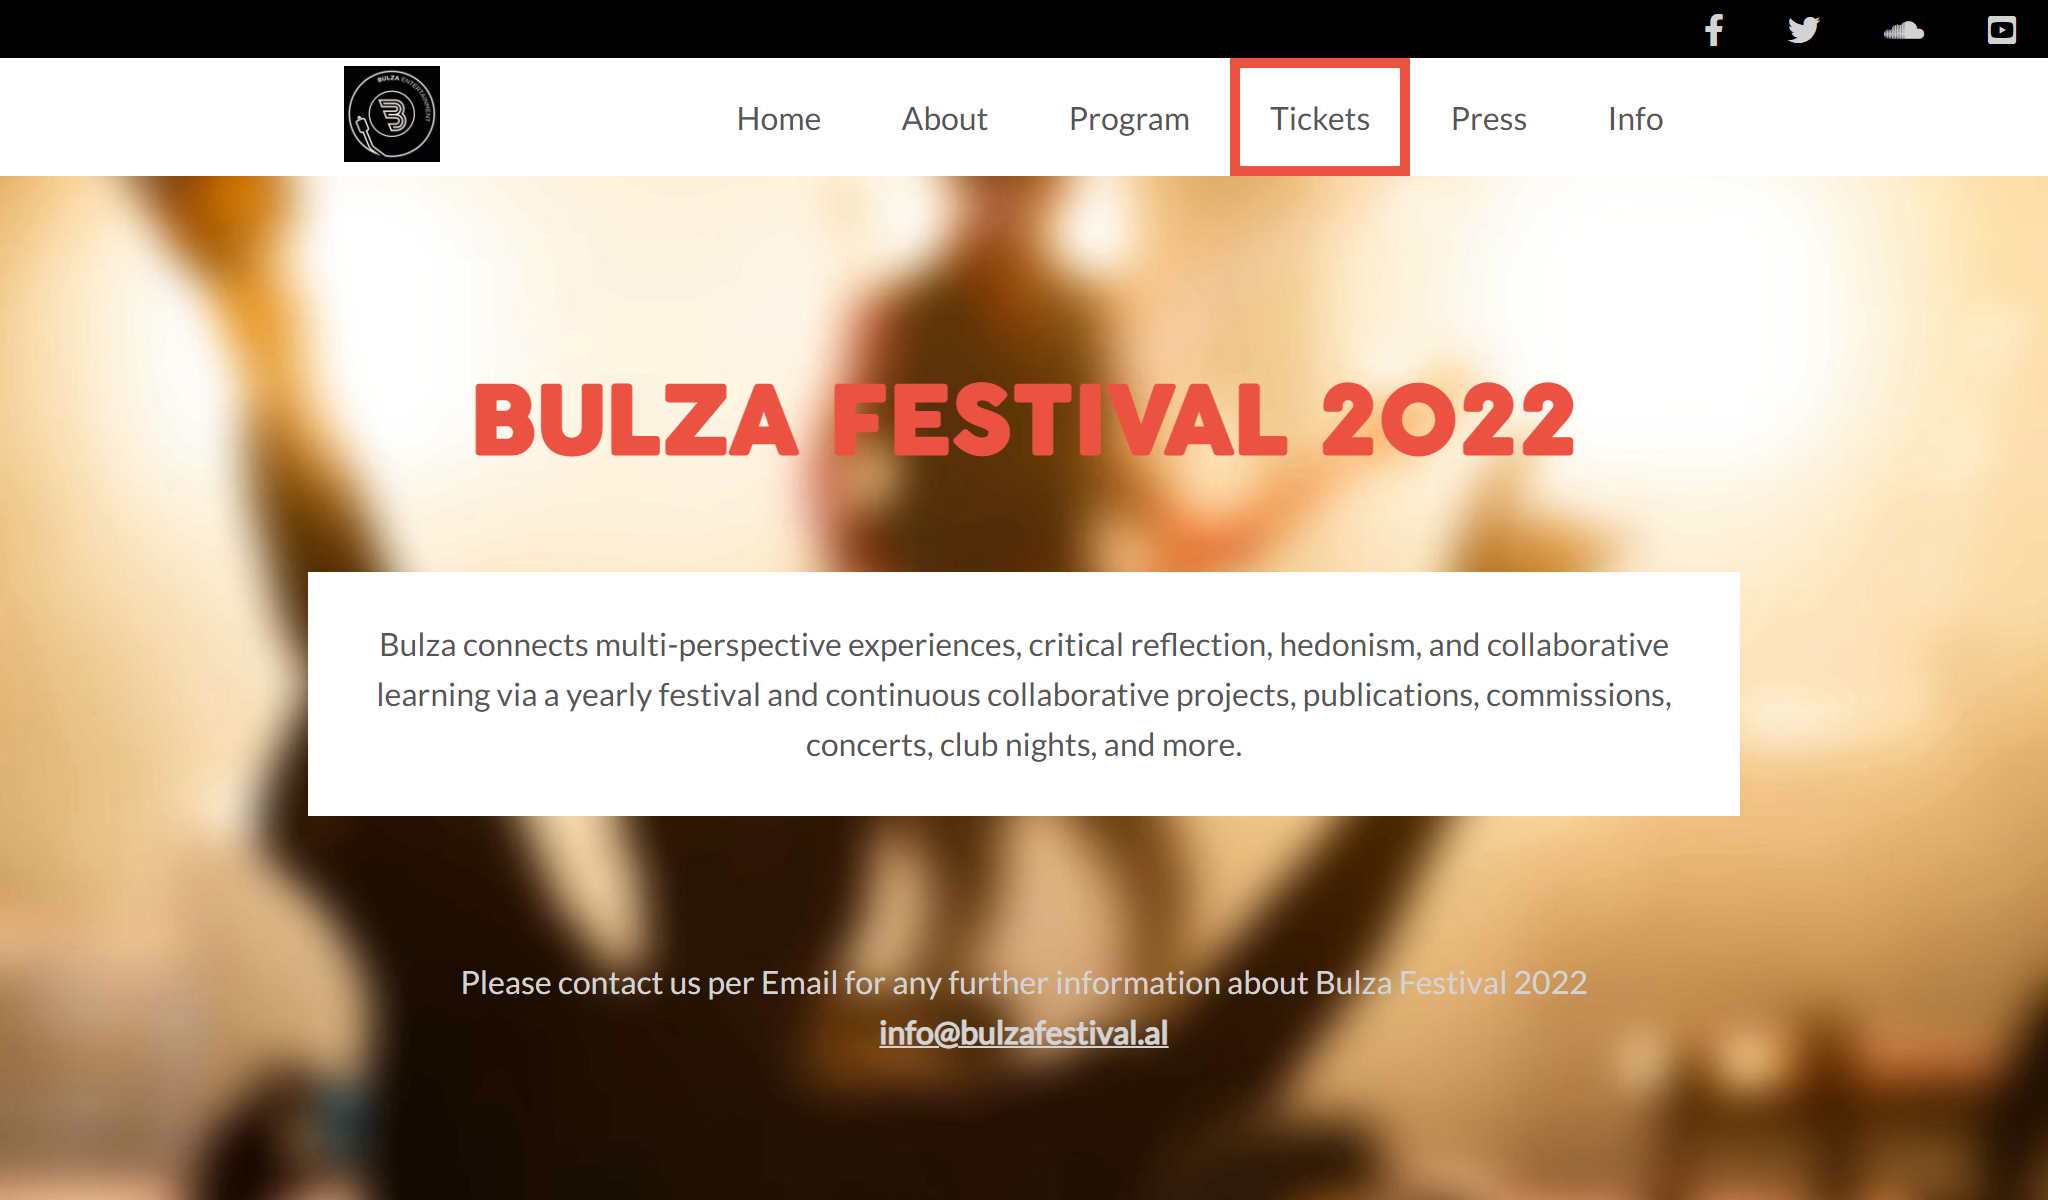 BULZA ENTERTAINMENT
Home
About
Program
Tickets
Press
Info
BULZA FESTIVAL 2022
Bulza connects multi-perspective experiences, critical reflection, hedonism, and collaborative
learning via a yearly festival and continuous collaborative projects, publications, commissions,
concerts, club nights, and more.
Please contact us per Email for any further information about Bulza Festival 2022
info@bulzafestival.al